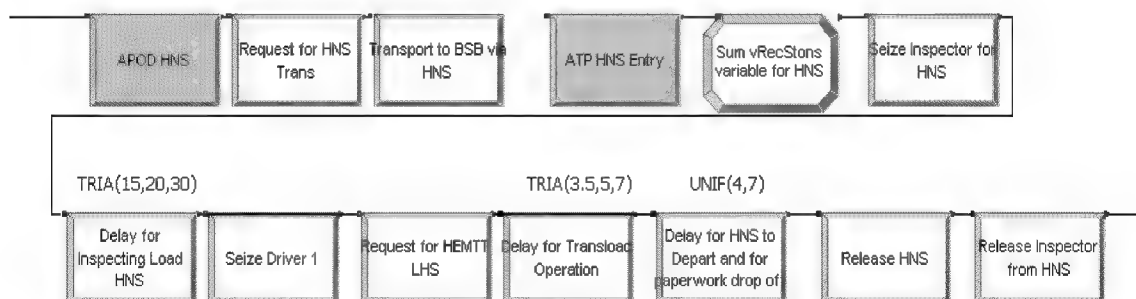 APOD HNS
Request for HNS
Trans
Transport to BSB via
HNS
ATP HNS Entry
Sum vRecStons
variable for HNS
Seize Inspector for
HNS
TRIA(15,20,30)
TRIA(3.5,5,7)
UNIF(4,7)
Delay for
Inspecting Load
HNS
Seize Driver 1
Request for HEMTT
LHS
Delay for Transload
Operation
Delay for HNS to
Depart and for
paperwork drop of
Release HNS
Release Inspector
from HNS